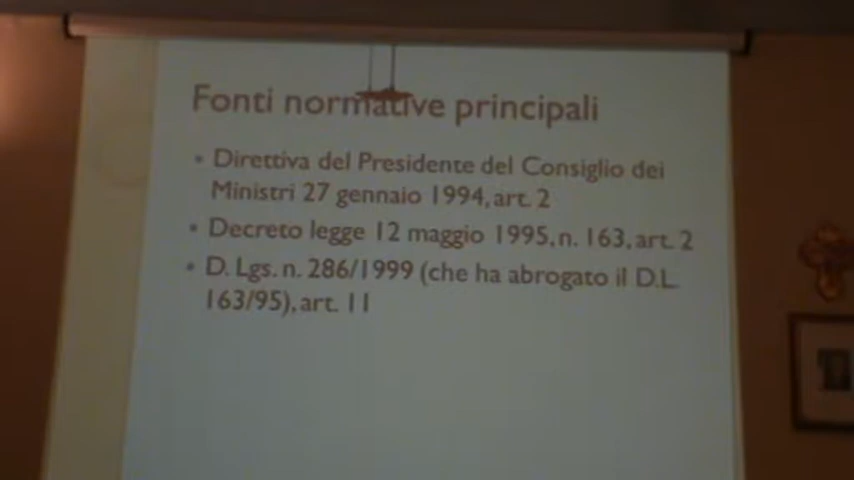 Fonti normative principali
• Direttiva del Presidente del Consiglio dei
Ministri 27 gennaio 1994, art. 2
• Decreto legge 12 maggio 1995, n. 163, art. 2
• D. Lgs. n. 286/1999 (che ha abrogato il D.L.
163/95), art. 11